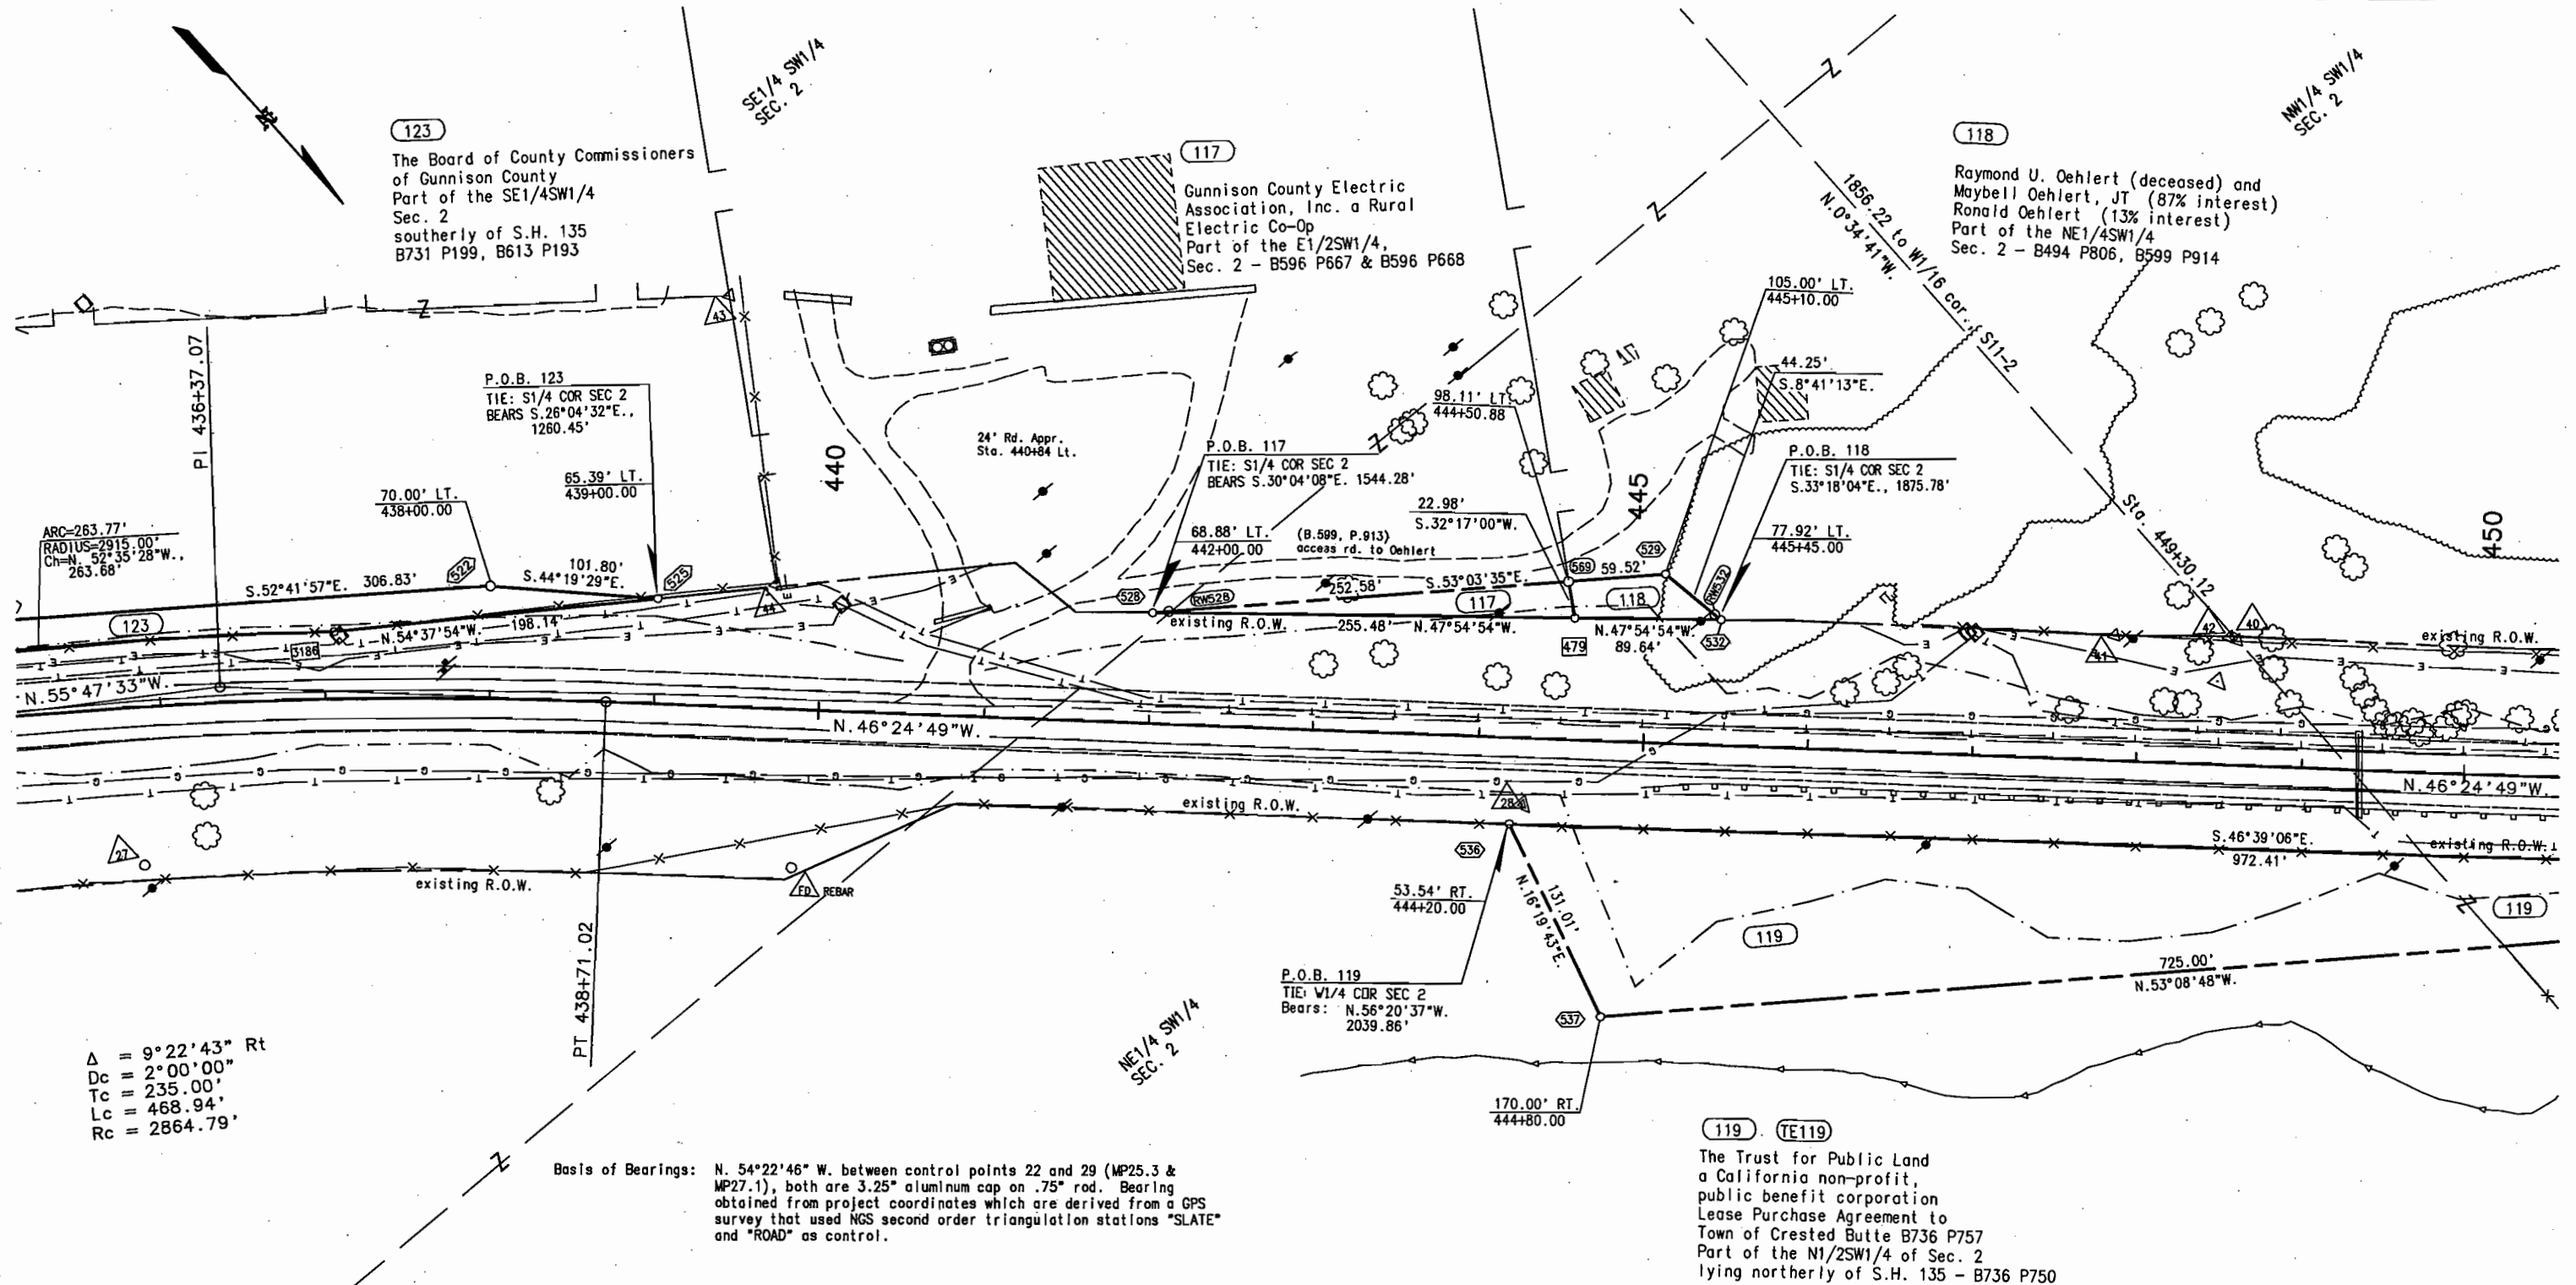 SE1/4 SW1/4
SEC. 2
NW1/4 SW1/4
SEC. 2
123
The Board of County Commissioners
of Gunnison County
Part of the SE1/4SW1/4
Sec. 2
southerly of S.H. 135
B731 P199, B613 P193
117
Gunnison County Electric
Association, Inc. a Rural
Electric Co-Op
Part of the E1/2SW1/4,
Sec. 2 - B596 P667 & B596 P668
118
Raymond U. Oehlert (deceased) and
Maybell Oehlert, JT (87% interest)
Ronald Oehlert (13% interest)
Part of the NE1/4SW1/4
Sec. 2 - B494 P806, B599 P914
1856.22 to W1/16 cor. S11-2
N.0°34'41"W.
Sta. 449+30.12
PI 436+37.07
43
P.O.B. 123
TIE: S1/4 COR SEC 2
BEARS S.26°04'32"E.,
1260.45'
65.39' LT.
439+00.00
70.00' LT.
438+00.00
ARC=263.77'
RADIUS=2915.00'
Ch=N. 52°35'28"W.,
263.68'
440
24' Rd. Appr.
Sta. 440+84 Lt.
P.O.B. 117
TIE: S1/4 COR SEC 2
BEARS S.30°04'08"E. 1544.28'
68.88' LT.
442+00.00
(B.599, P.913)
access rd. to Oehlert
98.11' LT.
444+50.88
105.00' LT.
445+10.00
44.25'
S.8°41'13"E.
22.98'
S.32°17'00"W.
445
P.O.B. 118
TIE: S1/4 COR SEC 2
S.33°18'04"E., 1875.78'
77.92' LT.
445+45.00
450
522
525
528
RW528
529
569
59.52'
RW532
532
S.52°41'57"E. 306.83'
101.80'
S.44°19'29"E.
S.53°03'35"E.
252.58'
117
118
123
N.54°37'54"W. 198.14'
3186
44
existing R.O.W.
255.48' N.47°54'54"W.
N.47°54'54"W.
89.64'
479
42
40
41
existing R.O.W.
N.55°47'33"W.
N.46°24'49"W.
N.46°24'49"W.
27
existing R.O.W.
existing R.O.W.
FD REBAR
28
536
S.46°39'06"E.
972.41'
existing R.O.W.
PT 438+71.02
53.54' RT.
444+20.00
131.01'
N.16°19'43"E.
119
119
P.O.B. 119
TIE: W1/4 COR SEC 2
Bears: N.56°20'37"W.
2039.86'
537
725.00'
N.53°08'48"W.
NE1/4 SW1/4
SEC. 2
170.00' RT.
444+80.00
Δ = 9°22'43" Rt
Dc = 2°00'00"
Tc = 235.00'
Lc = 468.94'
Rc = 2864.79'
Basis of Bearings: N. 54°22'46" W. between control points 22 and 29 (MP25.3 &
MP27.1), both are 3.25" aluminum cap on .75" rod. Bearing
obtained from project coordinates which are derived from a GPS
survey that used NGS second order triangulation stations "SLATE"
and "ROAD" as control.
119 TE119
The Trust for Public Land
a California non-profit,
public benefit corporation
Lease Purchase Agreement to
Town of Crested Butte B736 P757
Part of the N1/2SW1/4 of Sec. 2
lying northerly of S.H. 135 - B736 P750